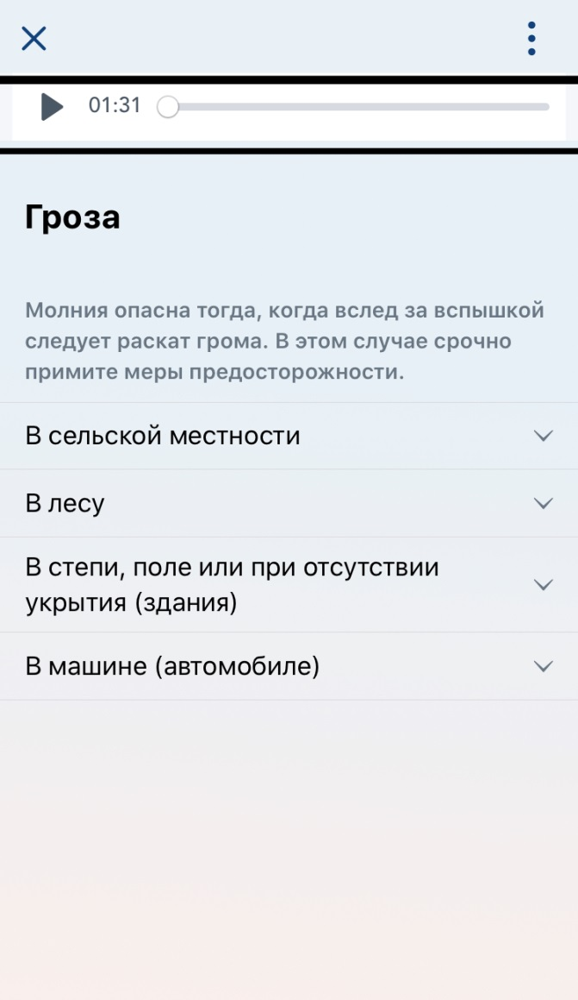 01:31
Гроза
Молния опасна тогда, когда вслед за вспышкой
следует раскат грома. В этом случае срочно
примите меры предосторожности.
В сельской местности
В лесу
В степи, поле или при отсутствии
укрытия (здания)
В машине (автомобиле)